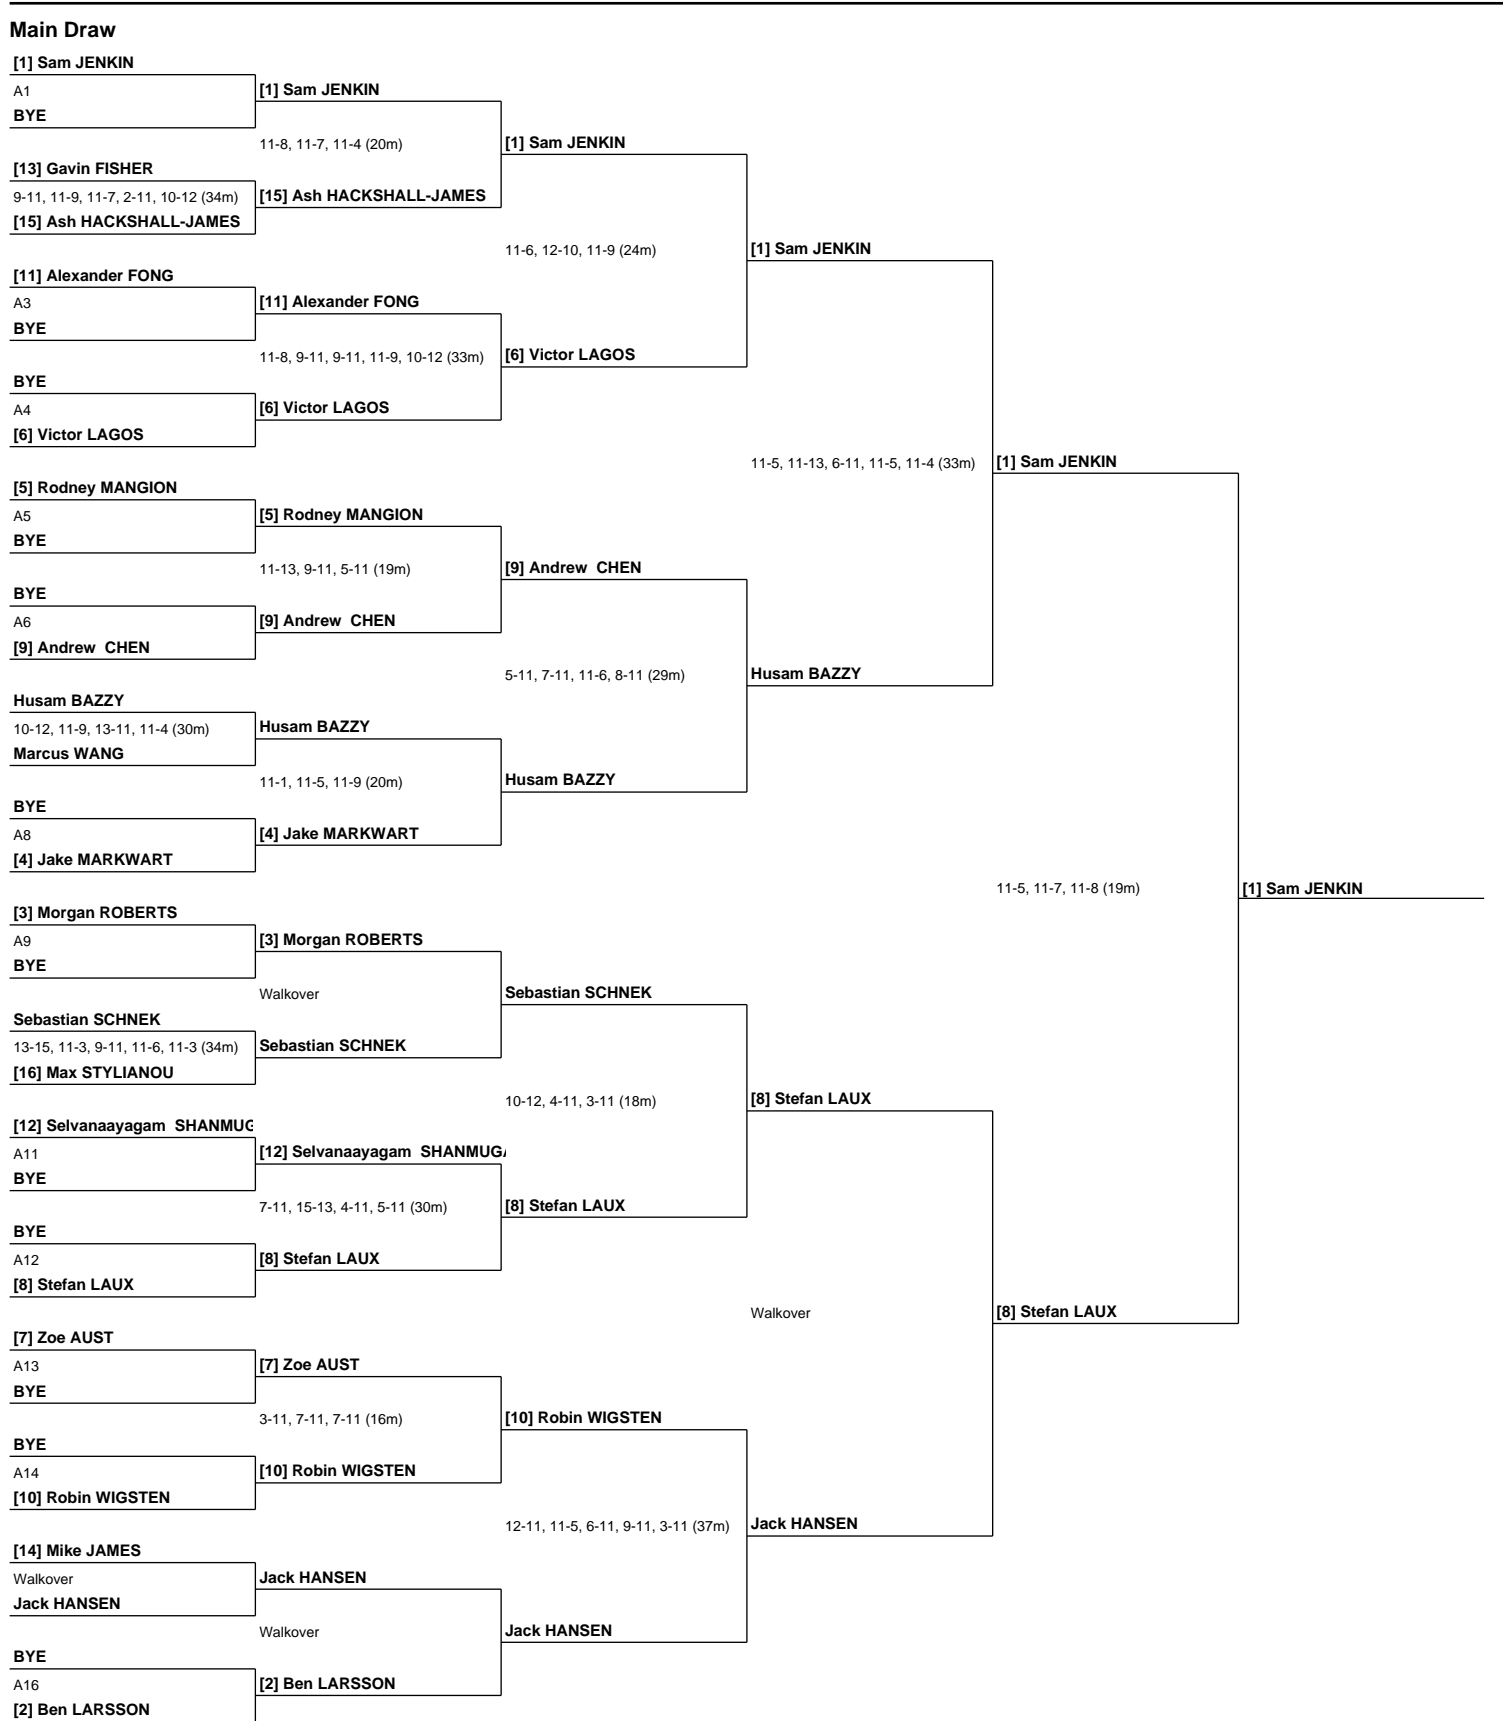 Main Draw
[1] Sam JENKIN
A1
BYE
[13] Gavin FISHER
9-11, 11-9, 11-7, 2-11, 10-12 (34m)
[15] Ash HACKSHALL-JAMES
[11] Alexander FONG
A3
BYE
BYE
A4
[6] Victor LAGOS
[5] Rodney MANGION
A5
BYE
BYE
A6
[9] Andrew  CHEN
Husam BAZZY
10-12, 11-9, 13-11, 11-4 (30m)
Marcus WANG
BYE
A8
[4] Jake MARKWART
[3] Morgan ROBERTS
A9
BYE
Sebastian SCHNEK
13-15, 11-3, 9-11, 11-6, 11-3 (34m)
[16] Max STYLIANOU
[12] Selvanaayagam  SHANMUG
A11
BYE
BYE
A12
[8] Stefan LAUX
[7] Zoe AUST
A13
BYE
BYE
A14
[10] Robin WIGSTEN
[14] Mike JAMES
Walkover
Jack HANSEN
BYE
A16
[2] Ben LARSSON
[1] Sam JENKIN
11-8, 11-7, 11-4 (20m)
[15] Ash HACKSHALL-JAMES
[11] Alexander FONG
11-8, 9-11, 9-11, 11-9, 10-12 (33m)
[6] Victor LAGOS
[5] Rodney MANGION
11-13, 9-11, 5-11 (19m)
[9] Andrew  CHEN
Husam BAZZY
11-1, 11-5, 11-9 (20m)
[4] Jake MARKWART
[3] Morgan ROBERTS
Walkover
Sebastian SCHNEK
[12] Selvanaayagam  SHANMUGA
7-11, 15-13, 4-11, 5-11 (30m)
[8] Stefan LAUX
[7] Zoe AUST
3-11, 7-11, 7-11 (16m)
[10] Robin WIGSTEN
Jack HANSEN
Walkover
[2] Ben LARSSON
[1] Sam JENKIN
11-6, 12-10, 11-9 (24m)
[6] Victor LAGOS
[9] Andrew  CHEN
5-11, 7-11, 11-6, 8-11 (29m)
Husam BAZZY
Sebastian SCHNEK
10-12, 4-11, 3-11 (18m)
[8] Stefan LAUX
[10] Robin WIGSTEN
12-11, 11-5, 6-11, 9-11, 3-11 (37m)
Jack HANSEN
[1] Sam JENKIN
11-5, 11-13, 6-11, 11-5, 11-4 (33m)
Husam BAZZY
[8] Stefan LAUX
Walkover
Jack HANSEN
[1] Sam JENKIN
11-5, 11-7, 11-8 (19m)
[8] Stefan LAUX
[1] Sam JENKIN